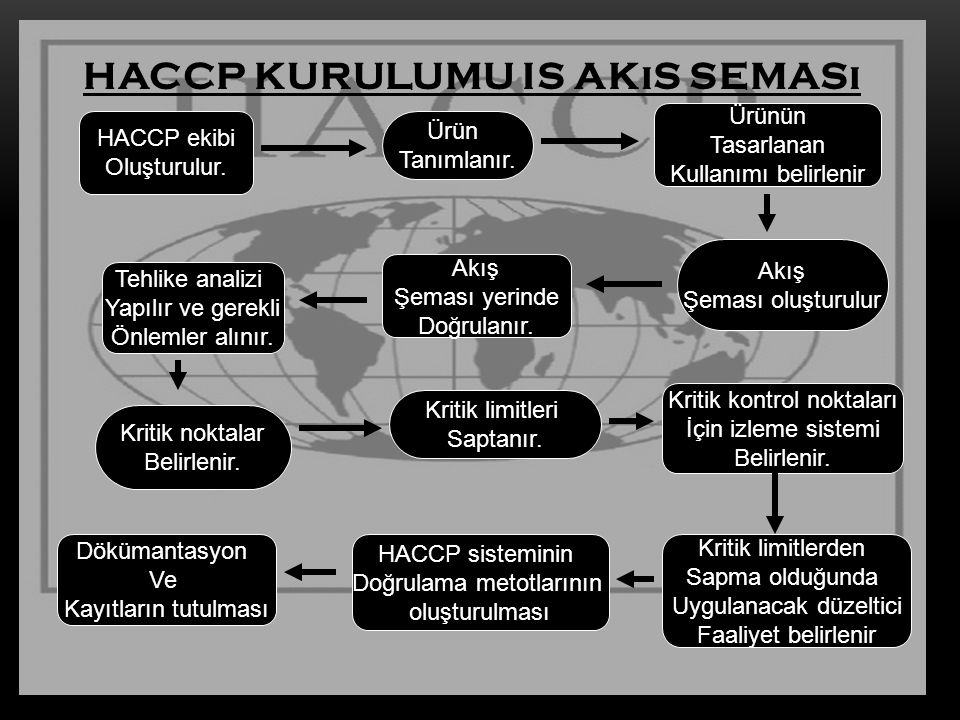 HACCP KURULUMU IS AKıS SEMASı
HACCP ekibi
Oluşturulur.
Ürün
Tanımlanır.
Ürünün
Tasarlanan
Kullanımı belirlenir
Akış
Şeması oluşturulur
Akış
Şeması yerinde
Doğrulanır.
Tehlike analizi
Yapılır ve gerekli
Önlemler alınır.
Kritik noktalar
Belirlenir.
Kritik limitleri
Saptanır.
Kritik kontrol noktaları
İçin izleme sistemi
Belirlenir.
Kritik limitlerden
Sapma olduğunda
Uygulanacak düzeltici
Faaliyet belirlenir
HACCP sisteminin
Doğrulama metotlarının
oluşturulması
Dökümantasyon
Ve
Kayıtların tutulması
HACCP